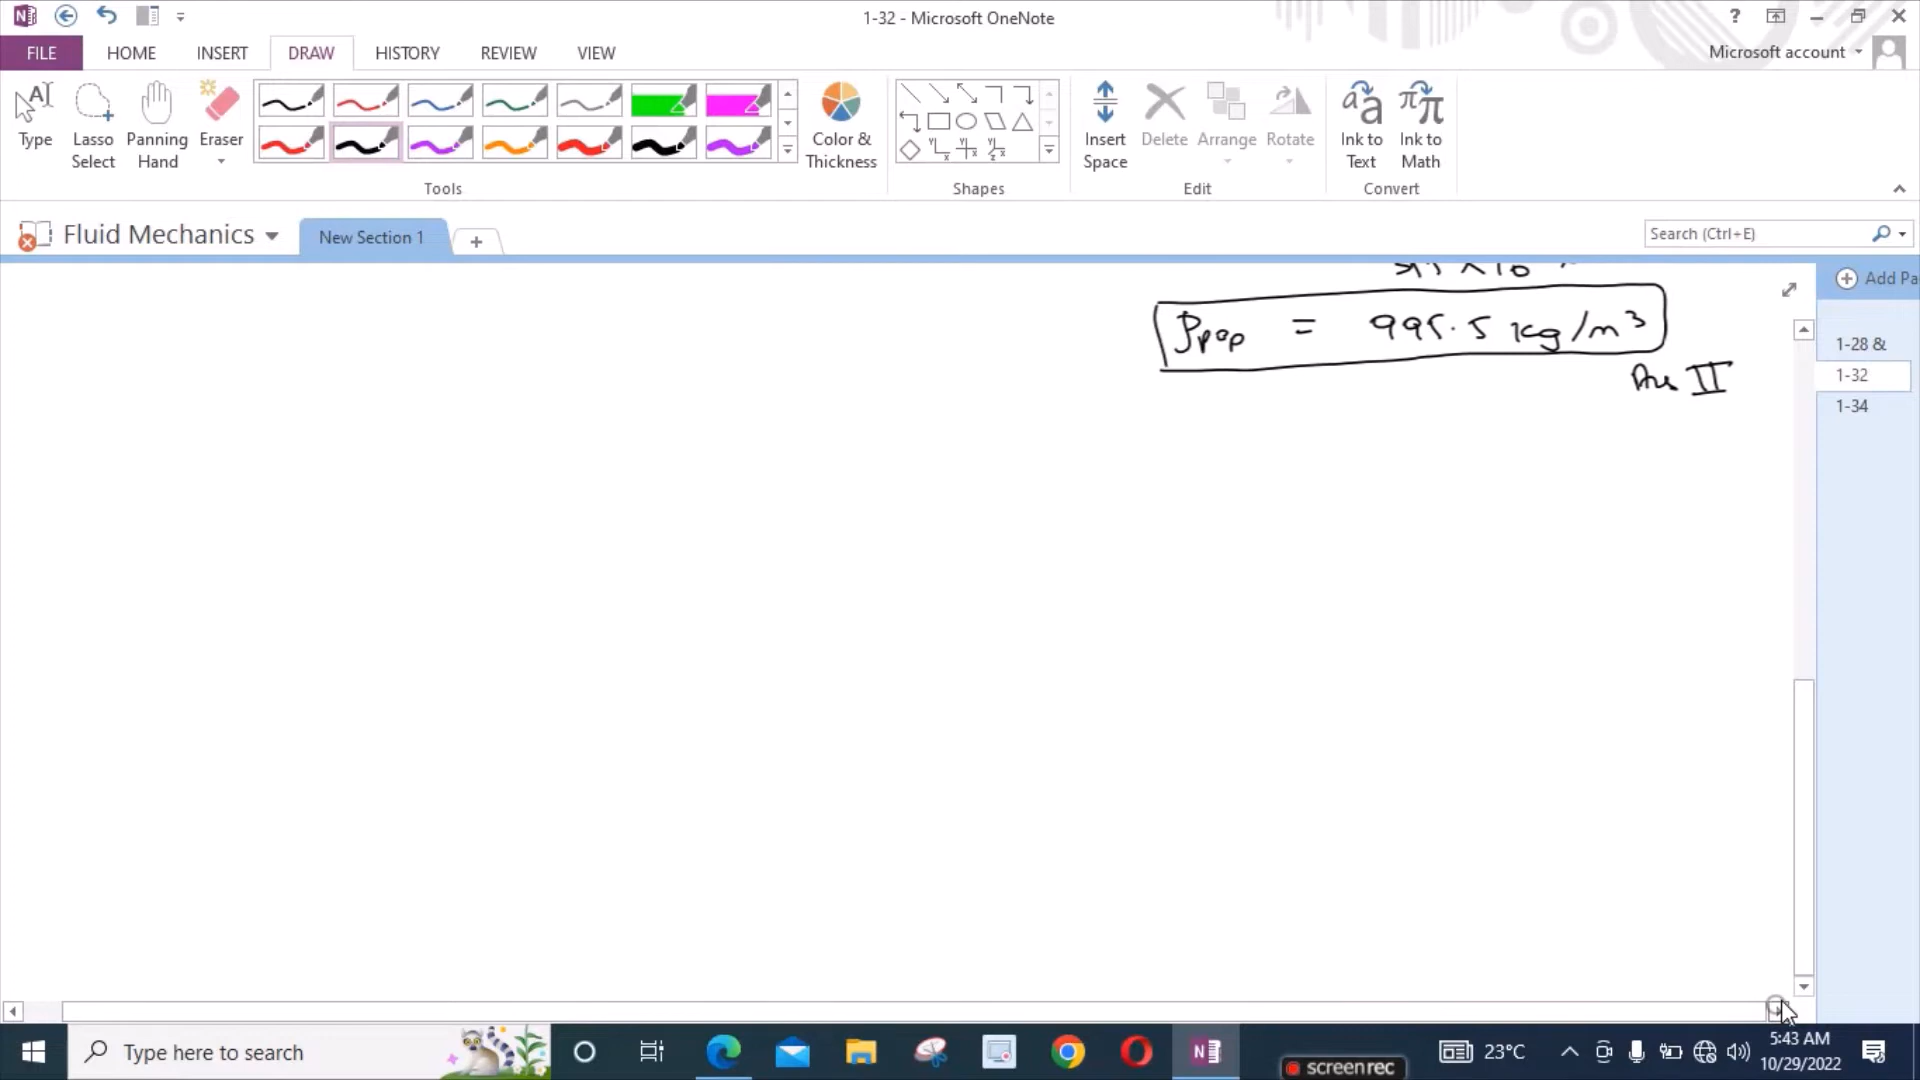 1-32 - Microsoft OneNote
?
FILE
HOME
INSERT
DRAW
HISTORY
REVIEW
VIEW
Microsoft account
Type
Lasso Select
Panning Hand
Eraser
Color & Thickness
Insert Space
Delete
Arrange
Rotate
Ink to Text
Ink to Math
Tools
Shapes
Edit
Convert
Fluid Mechanics
New Section 1
+
Search (Ctrl+E)
Add Pa
ρpop = 995.5 kg/m³
Ans II
1-28 &
1-32
1-34
Type here to search
screenrec
23°C
5:43 AM
10/29/2022